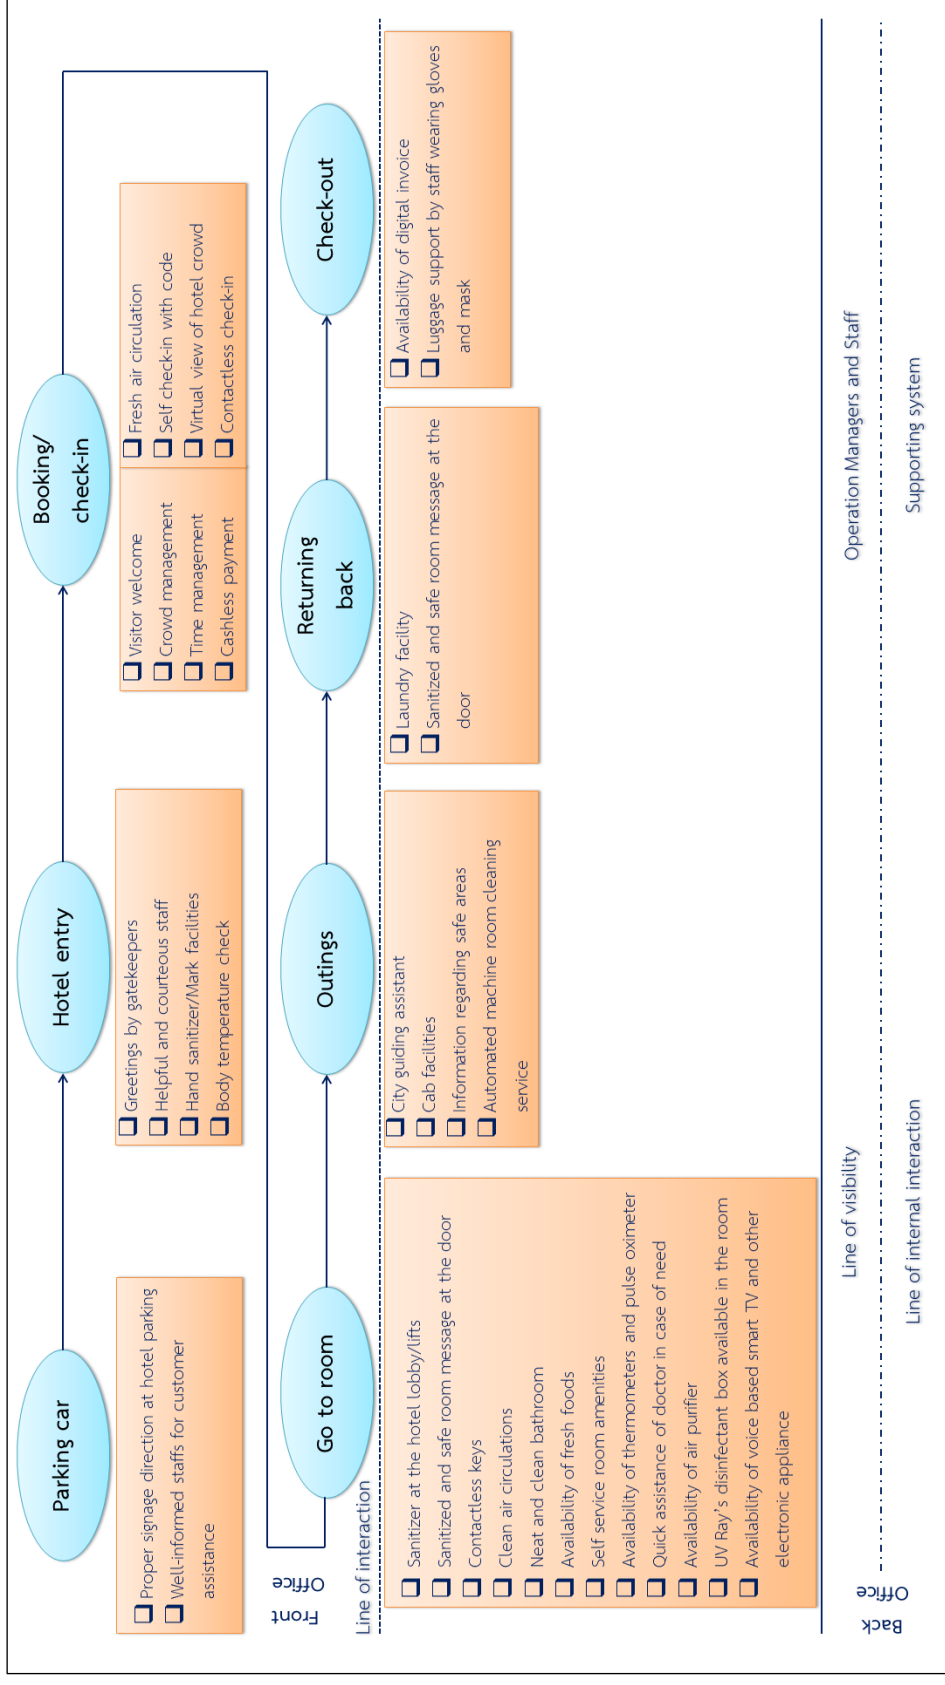 Parking car
Hotel entry
Booking/
check-in
Proper signage direction at hotel parking
Well-informed staffs for customer
assistance
Greetings by gatekeepers
Helpful and courteous staff
Hand sanitizer/Mark facilities
Body temperature check
Visitor welcome
Crowd management
Time management
Cashless payment
Fresh air circulation
Self check-in with code
Virtual view of hotel crowd
Contactless check-in
Front
Office
Go to room
Outings
Returning
back
Check-out
Line of interaction
Sanitizer at the hotel lobby/lifts
Sanitized and safe room message at the door
Contactless keys
Clean air circulations
Neat and clean bathroom
Availability of fresh foods
Self service room amenities
Availability of thermometers and pulse oximeter
Quick assistance of doctor in case of need
Availability of air purifier
UV Ray's disinfectant box available in the room
Availability of voice based smart TV and other
electronic appliance
City guiding assistant
Cab facilities
Information regarding safe areas
Automated machine room cleaning
service
Laundry facility
Sanitized and safe room message at the
door
Availability of digital invoice
Luggage support by staff wearing gloves
and mask
Back
Office
Line of visibility
Operation Managers and Staff
Line of internal interaction
Supporting system